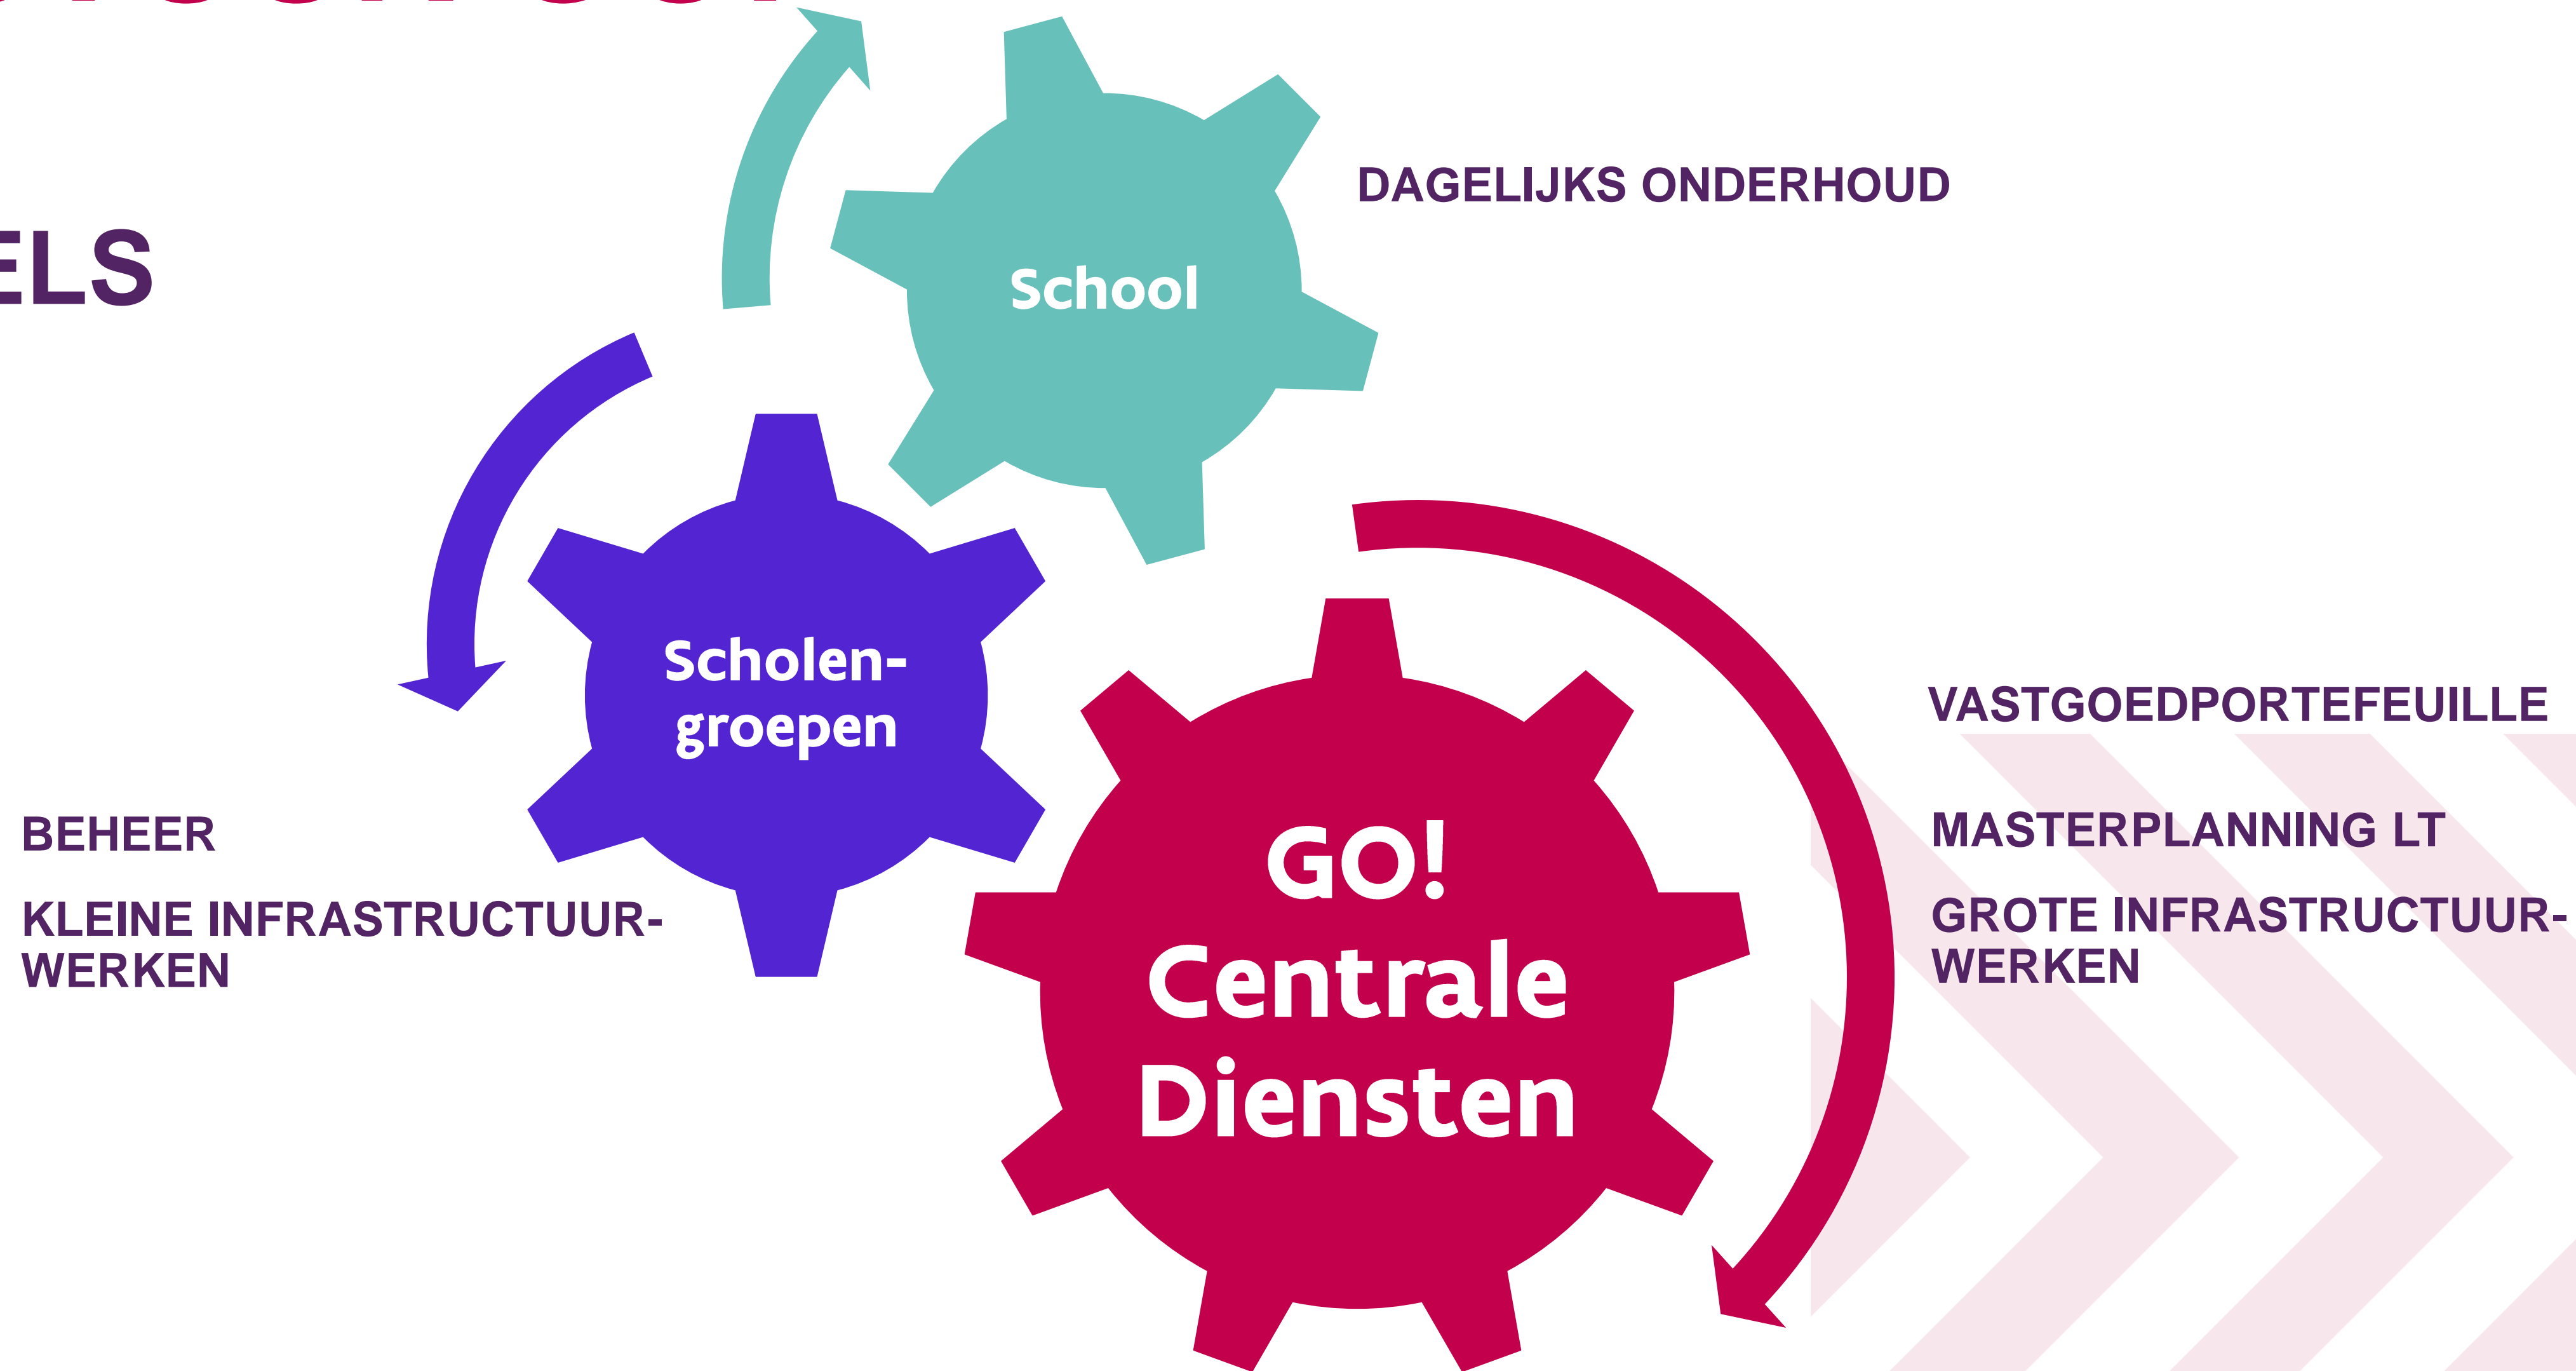 ELS
DAGELIJKS ONDERHOUD
School
Scholen-
groepen
BEHEER
KLEINE INFRASTRUCTUUR-
WERKEN
GO!
Centrale
Diensten
VASTGOEDPORTEFEUILLE
MASTERPLANNING LT
GROTE INFRASTRUCTUUR-
WERKEN